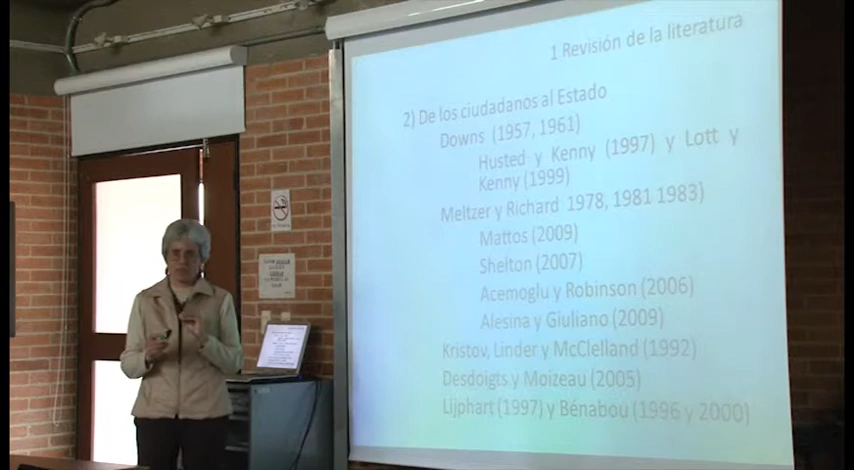 1 Revisión de la literatura
2) De los ciudadanos al Estado
Downs (1957, 1961)
Husted y Kenny (1997) y Lott y
Kenny (1999)
Meltzer y Richard 1978, 1981 1983)
Mattos (2009)
Shelton (2007)
Acemoglu y Robinson (2006)
Alesina y Giuliano (2009)
Kristov, Linder y McClelland (1992)
Desdoigts y Moizeau (2005)
Lijphart (1997) y Bénabou (1996 y 2000)